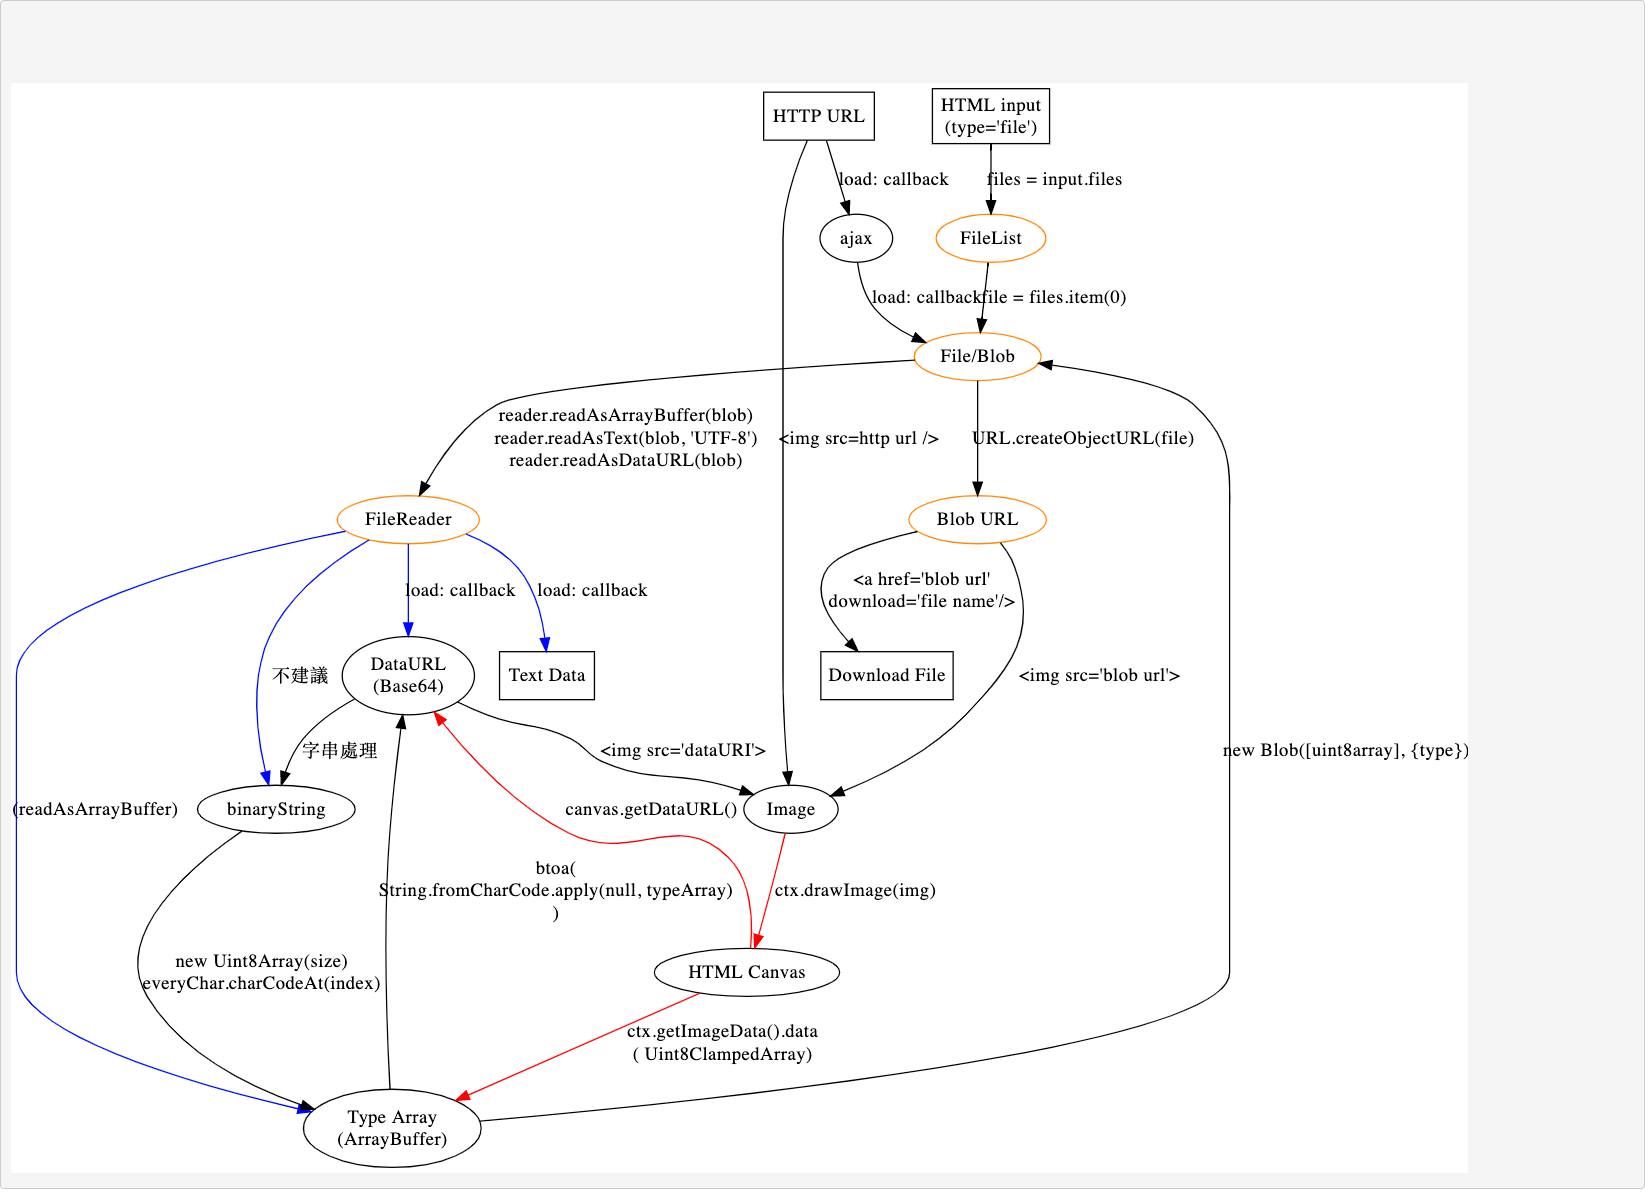 HTTP URL
HTML input
(type='file')
load: callback
files = input.files
ajax
FileList
load: callback
file = files.item(0)
File/Blob
reader.readAsArrayBuffer(blob)
reader.readAsText(blob, 'UTF-8')
reader.readAsDataURL(blob)
<img src=http url />
URL.createObjectURL(file)
FileReader
Blob URL
load: callback
load: callback
<a href='blob url'
download='file name'/>
不建議
DataURL
(Base64)
Text Data
Download File
<img src='blob url'>
字串處理
<img src='dataURI'>
new Blob([uint8array], {type})
(readAsArrayBuffer)
binaryString
canvas.getDataURL()
Image
btoa(
String.fromCharCode.apply(null, typeArray)
)
ctx.drawImage(img)
new Uint8Array(size)
everyChar.charCodeAt(index)
HTML Canvas
ctx.getImageData().data
( Uint8ClampedArray)
Type Array
(ArrayBuffer)